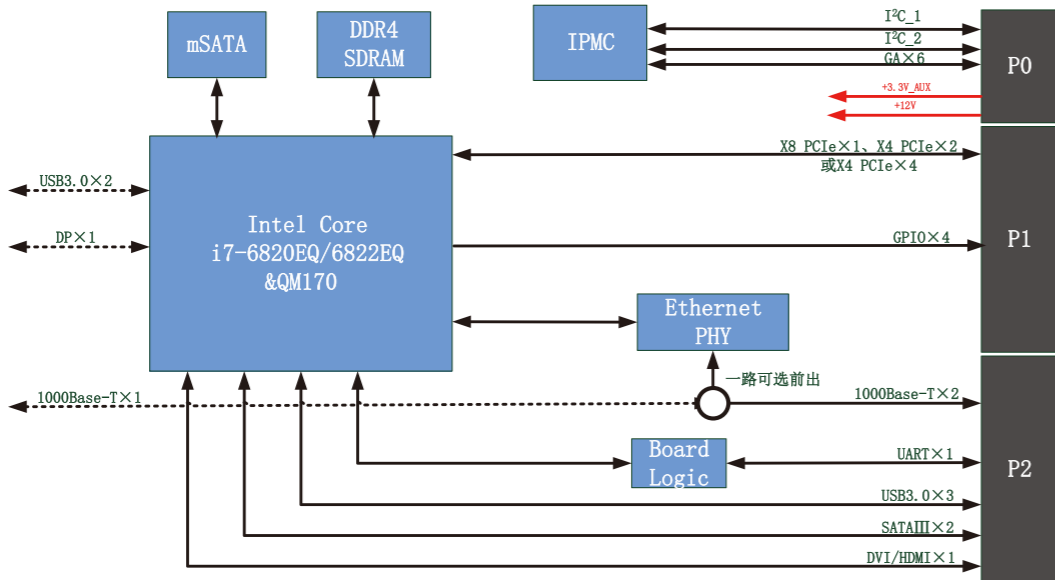 mSATA
DDR4
SDRAM
IPMC
I²C_1
I²C_2
GA×6
P0
+3.3V_AUX
+12V
X8 PCIe×1、X4 PCIe×2
或X4 PCIe×4
USB3.0×2
DP×1
Intel Core
i7-6820EQ/6822EQ
&QM170
GPIO×4
P1
Ethernet
PHY
一路可选前出
1000Base-T×1
1000Base-T×2
Board
Logic
UART×1
P2
USB3.0×3
SATAIII×2
DVI/HDMI×1